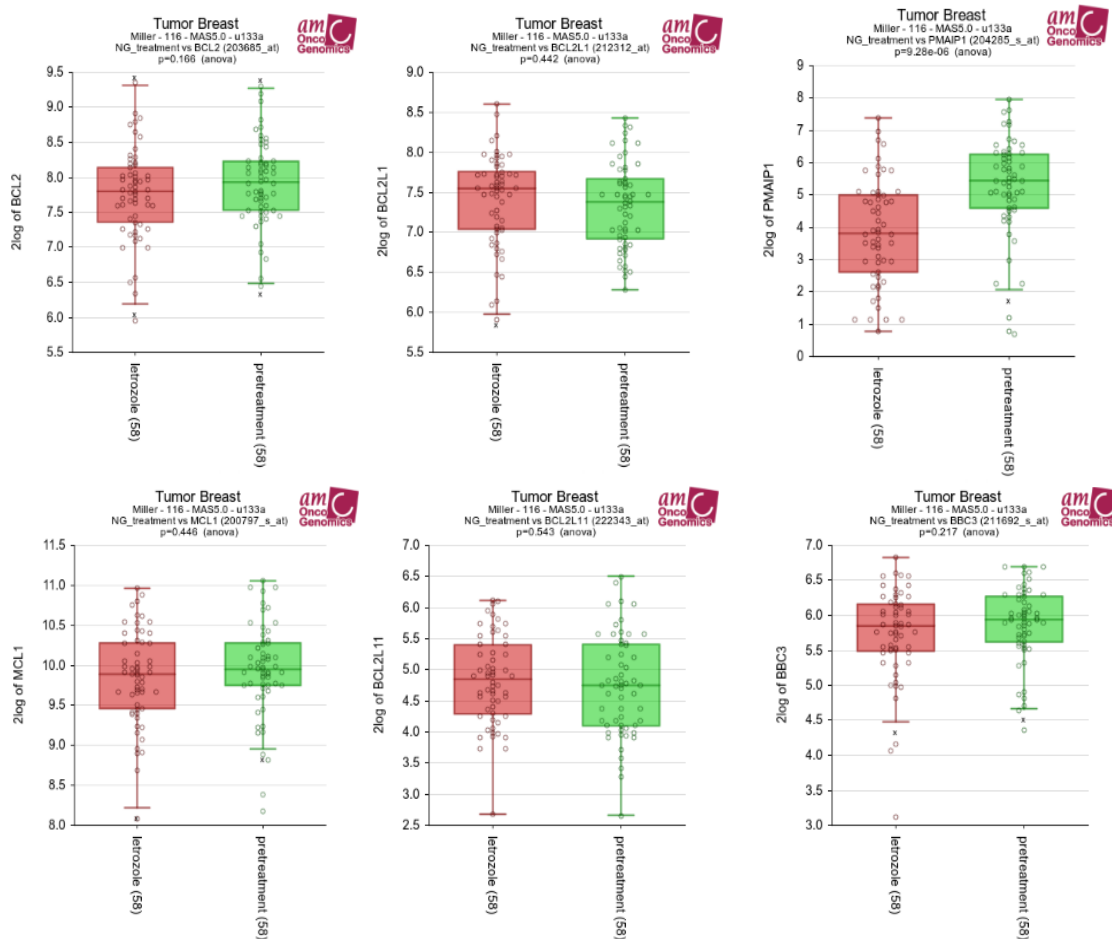 Tumor Breast
Miller - 116 - MAS5.0 - u133a
NG_treatment vs BCL2 (203685_at)
p=0.166 (anova)
amC
Onco
Genomics
2log of BCL2
9.5
9.0
8.5
8.0
7.5
7.0
6.5
6.0
5.5
letrozole (58)
pretreatment (58)
Tumor Breast
Miller - 116 - MAS5.0 - u133a
NG_treatment vs BCL2L1 (212312_at)
p=0.442 (anova)
amC
Onco
Genomics
2log of BCL2L1
9.0
8.5
8.0
7.5
7.0
6.5
6.0
5.5
letrozole (58)
pretreatment (58)
Tumor Breast
Miller - 116 - MAS5.0 - u133a
NG_treatment vs PMAIP1 (204285_s_at)
p=9.28e-06 (anova)
amC
Onco
Genomics
2log of PMAIP1
9
8
7
6
5
4
3
2
1
0
letrozole (58)
pretreatment (58)
Tumor Breast
Miller - 116 - MAS5.0 - u133a
NG_treatment vs MCL1 (200797_s_at)
p=0.446 (anova)
amC
Onco
Genomics
2log of MCL1
11.5
11.0
10.5
10.0
9.5
9.0
8.5
8.0
letrozole (58)
pretreatment (58)
Tumor Breast
Miller - 116 - MAS5.0 - u133a
NG_treatment vs BCL2L11 (222343_at)
p=0.543 (anova)
amC
Onco
Genomics
2log of BCL2L11
7.0
6.5
6.0
5.5
5.0
4.5
4.0
3.5
3.0
2.5
letrozole (58)
pretreatment (58)
Tumor Breast
Miller - 116 - MAS5.0 - u133a
NG_treatment vs BBC3 (211692_s_at)
p=0.217 (anova)
amC
Onco
Genomics
2log of BBC3
7.0
6.5
6.0
5.5
5.0
4.5
4.0
3.5
3.0
letrozole (58)
pretreatment (58)